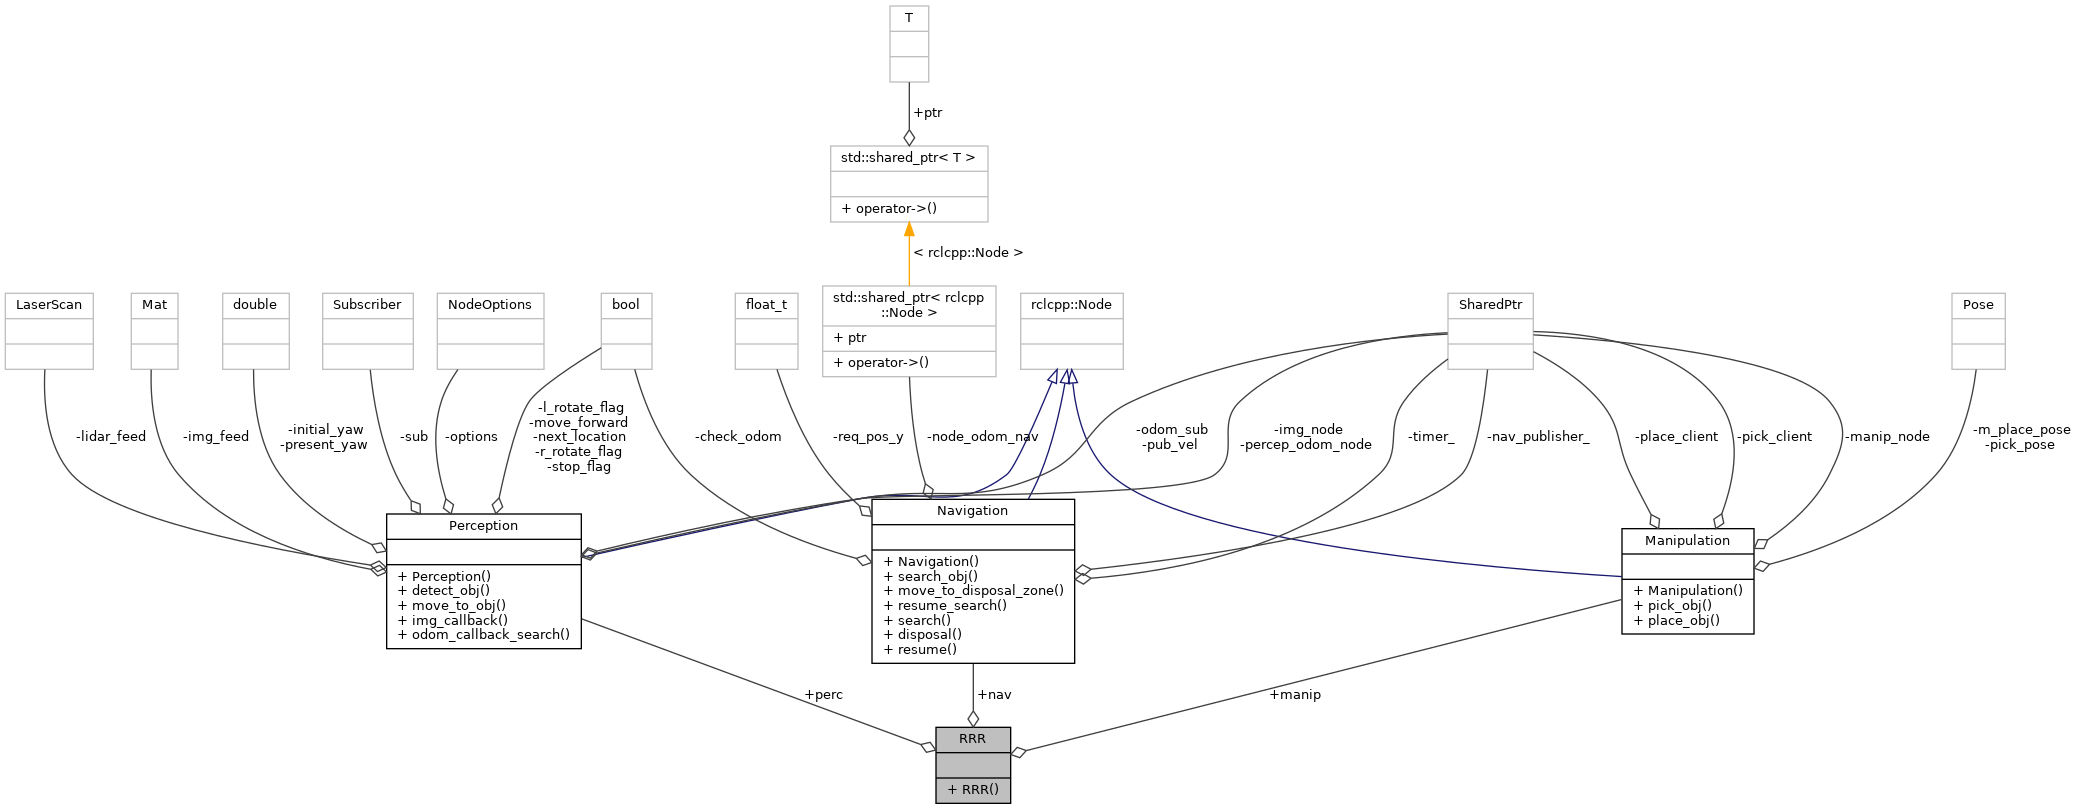 T
+ptr
std::shared_ptr< T >
+ operator->()
< rclcpp::Node >
LaserScan
Mat
double
Subscriber
NodeOptions
bool
float_t
std::shared_ptr< rclcpp
::Node >
+ ptr
+ operator->()
rclcpp::Node
SharedPtr
Pose
-lidar_feed
-img_feed
-initial_yaw
-present_yaw
-sub
-options
-l_rotate_flag
-move_forward
-next_location
-r_rotate_flag
-stop_flag
-check_odom
-req_pos_y
-node_odom_nav
-odom_sub
-pub_vel
-img_node
-percep_odom_node
-timer_
-nav_publisher_
-place_client
-pick_client
-manip_node
-m_place_pose
-pick_pose
Perception
+ Perception()
+ detect_obj()
+ move_to_obj()
+ img_callback()
+ odom_callback_search()
Navigation
+ Navigation()
+ search_obj()
+ move_to_disposal_zone()
+ resume_search()
+ search()
+ disposal()
+ resume()
Manipulation
+ Manipulation()
+ pick_obj()
+ place_obj()
+perc
+nav
+manip
RRR
+ RRR()